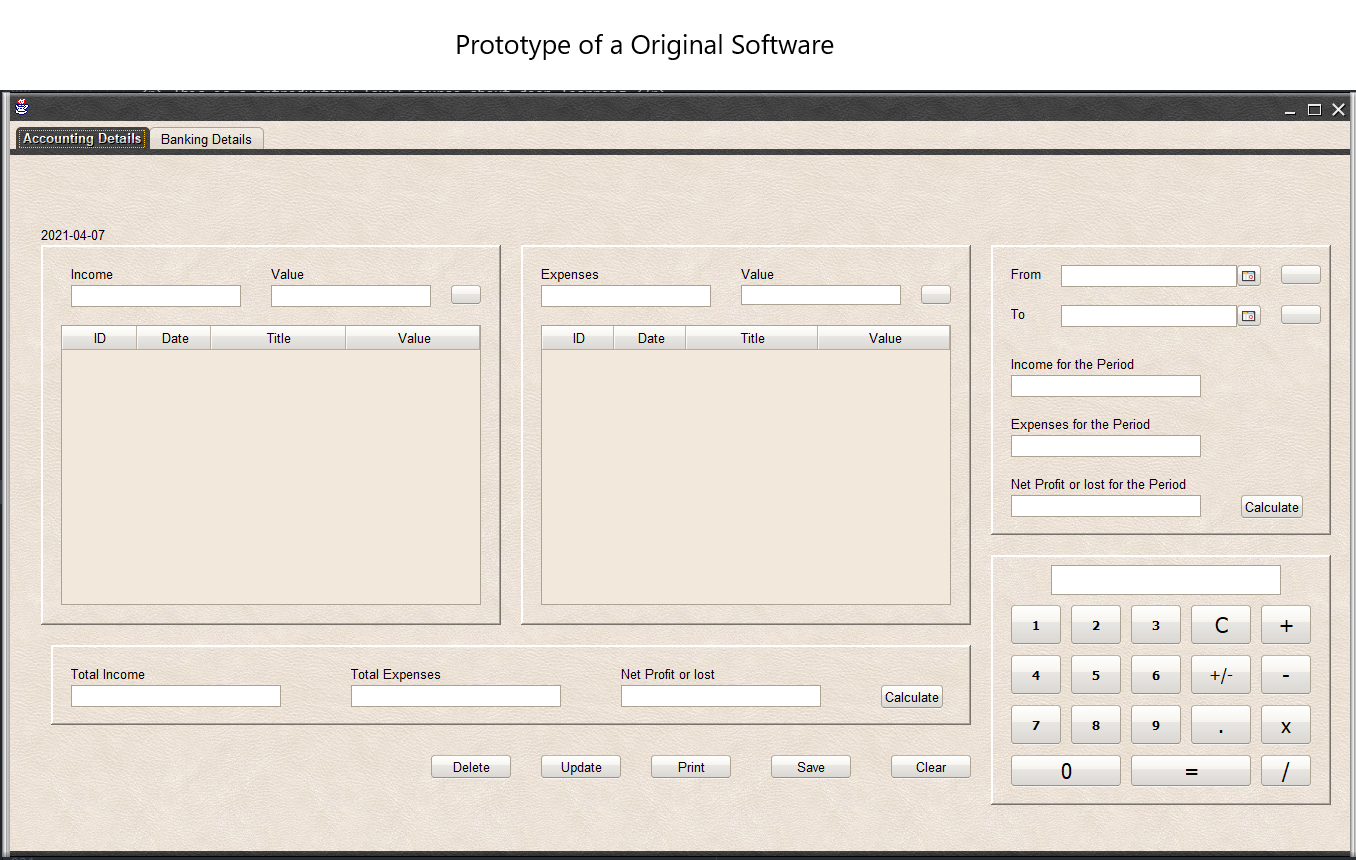 Prototype of a Original Software
Accounting Details
Banking Details
2021-04-07
Income
Value
ID Date Title Value
Expenses
Value
ID Date Title Value
From
To
Income for the Period
Expenses for the Period
Net Profit or lost for the Period
Calculate
1 2 3 C +
4 5 6 +/- -
7 8 9 . x
0 = /
Total Income
Total Expenses
Net Profit or lost
Calculate
Delete
Update
Print
Save
Clear